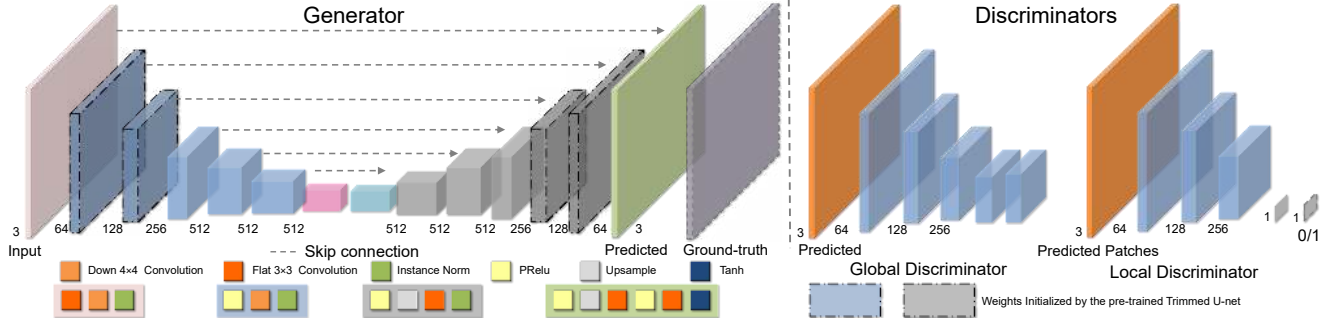 Generator
Discriminators
3 64 128 256 512 512 512 512 512 512 256 128 64 3
Input
Predicted
Ground-truth
Skip connection
3 64 128 256
Predicted
Global Discriminator
3 64 128 256 1 1
Predicted Patches
0/1
Local Discriminator
Down 4×4 Convolution
Flat 3×3 Convolution
Instance Norm
PRelu
Upsample
Tanh
Weights Initialized by the pre-trained Trimmed U-net